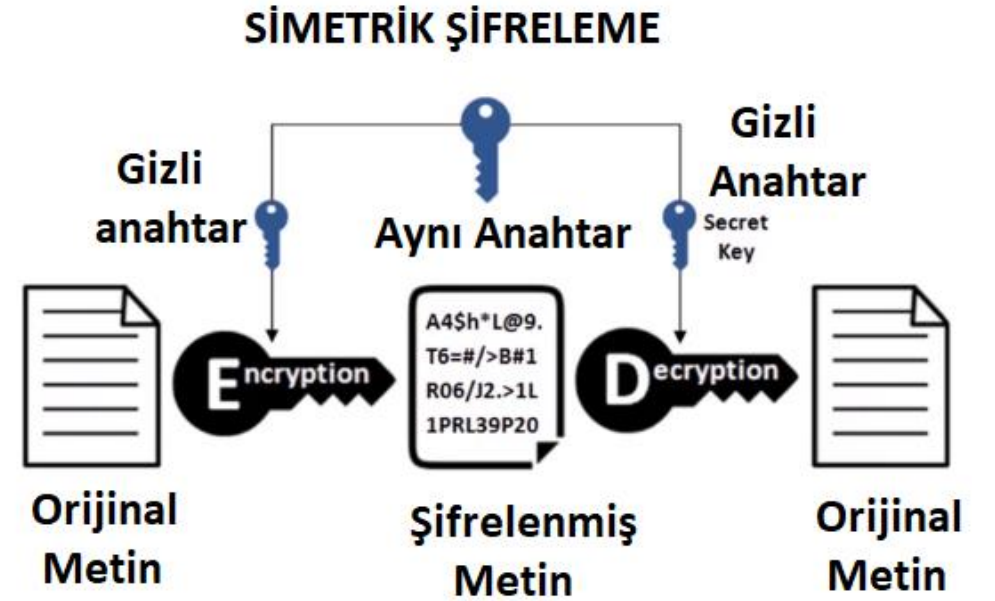 SİMETRİK ŞİFRELEME
Gizli
anahtar
Aynı Anahtar
Gizli
Anahtar
Secret
Key
Encryption
A4$h*L@9.
T6=#/>B#1
R06/J2.>1L
1PRL39P20
Decryption
Orijinal
Metin
Şifrelenmiş
Metin
Orijinal
Metin